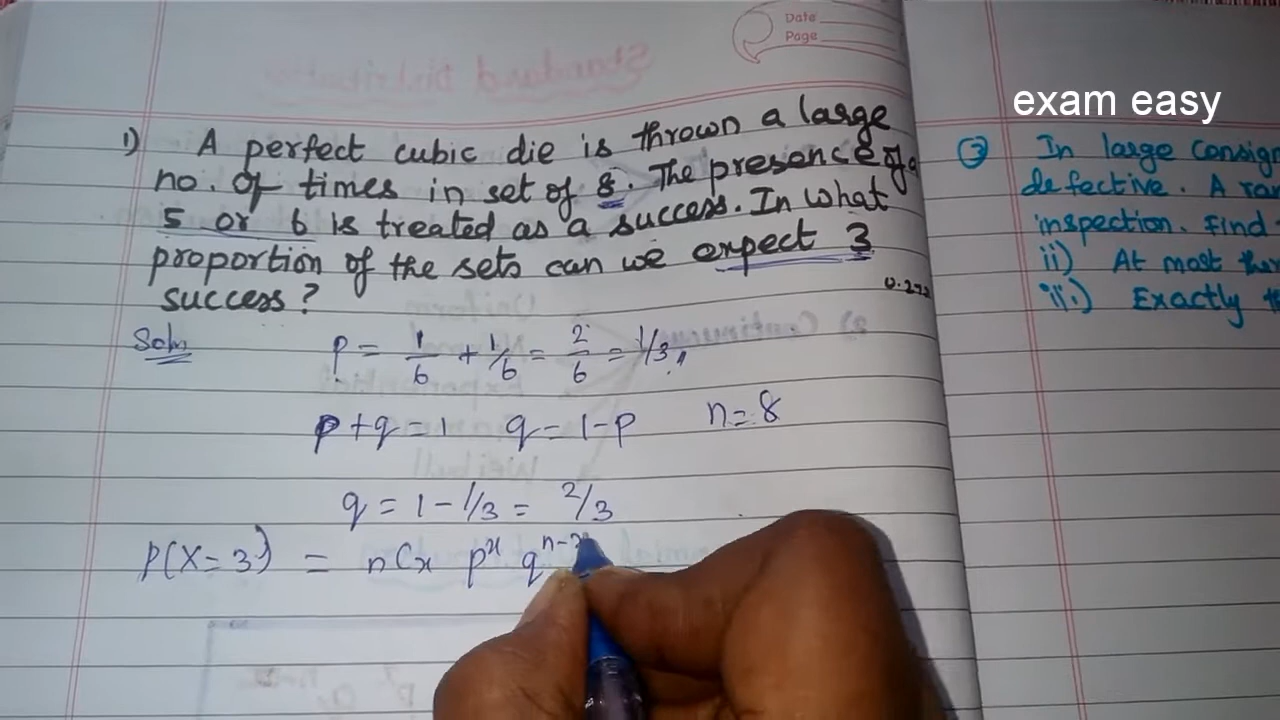 Date
Page
exam easy
1) A perfect cubic die is thrown a large
no. of times in set of 8. The presence of a
5 or 6 is treated as a success. In what
proportion of the sets can we expect 3
success?
Soln
p = 1/6 + 1/6 = 2/6 = 1/3,,
p + q = 1 q = 1 - p n = 8
q = 1 - 1/3 = 2/3
P(X = 3) = nCx p^x q^n-x
② In large
defective. A
inspection. Find
ii) At most
iii.) Exactly